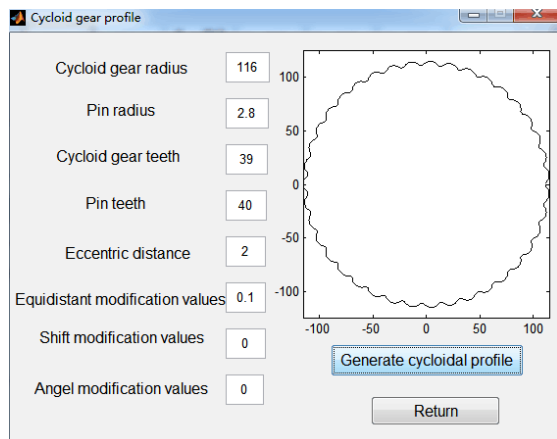 Cycloid gear profile
Cycloid gear radius 116
Pin radius 2.8
Cycloid gear teeth 39
Pin teeth 40
Eccentric distance 2
Equidistant modification values 0.1
Shift modification values 0
Angel modification values 0
100
50
0
-50
-100
-100 -50 0 50 100
Generate cycloidal profile
Return